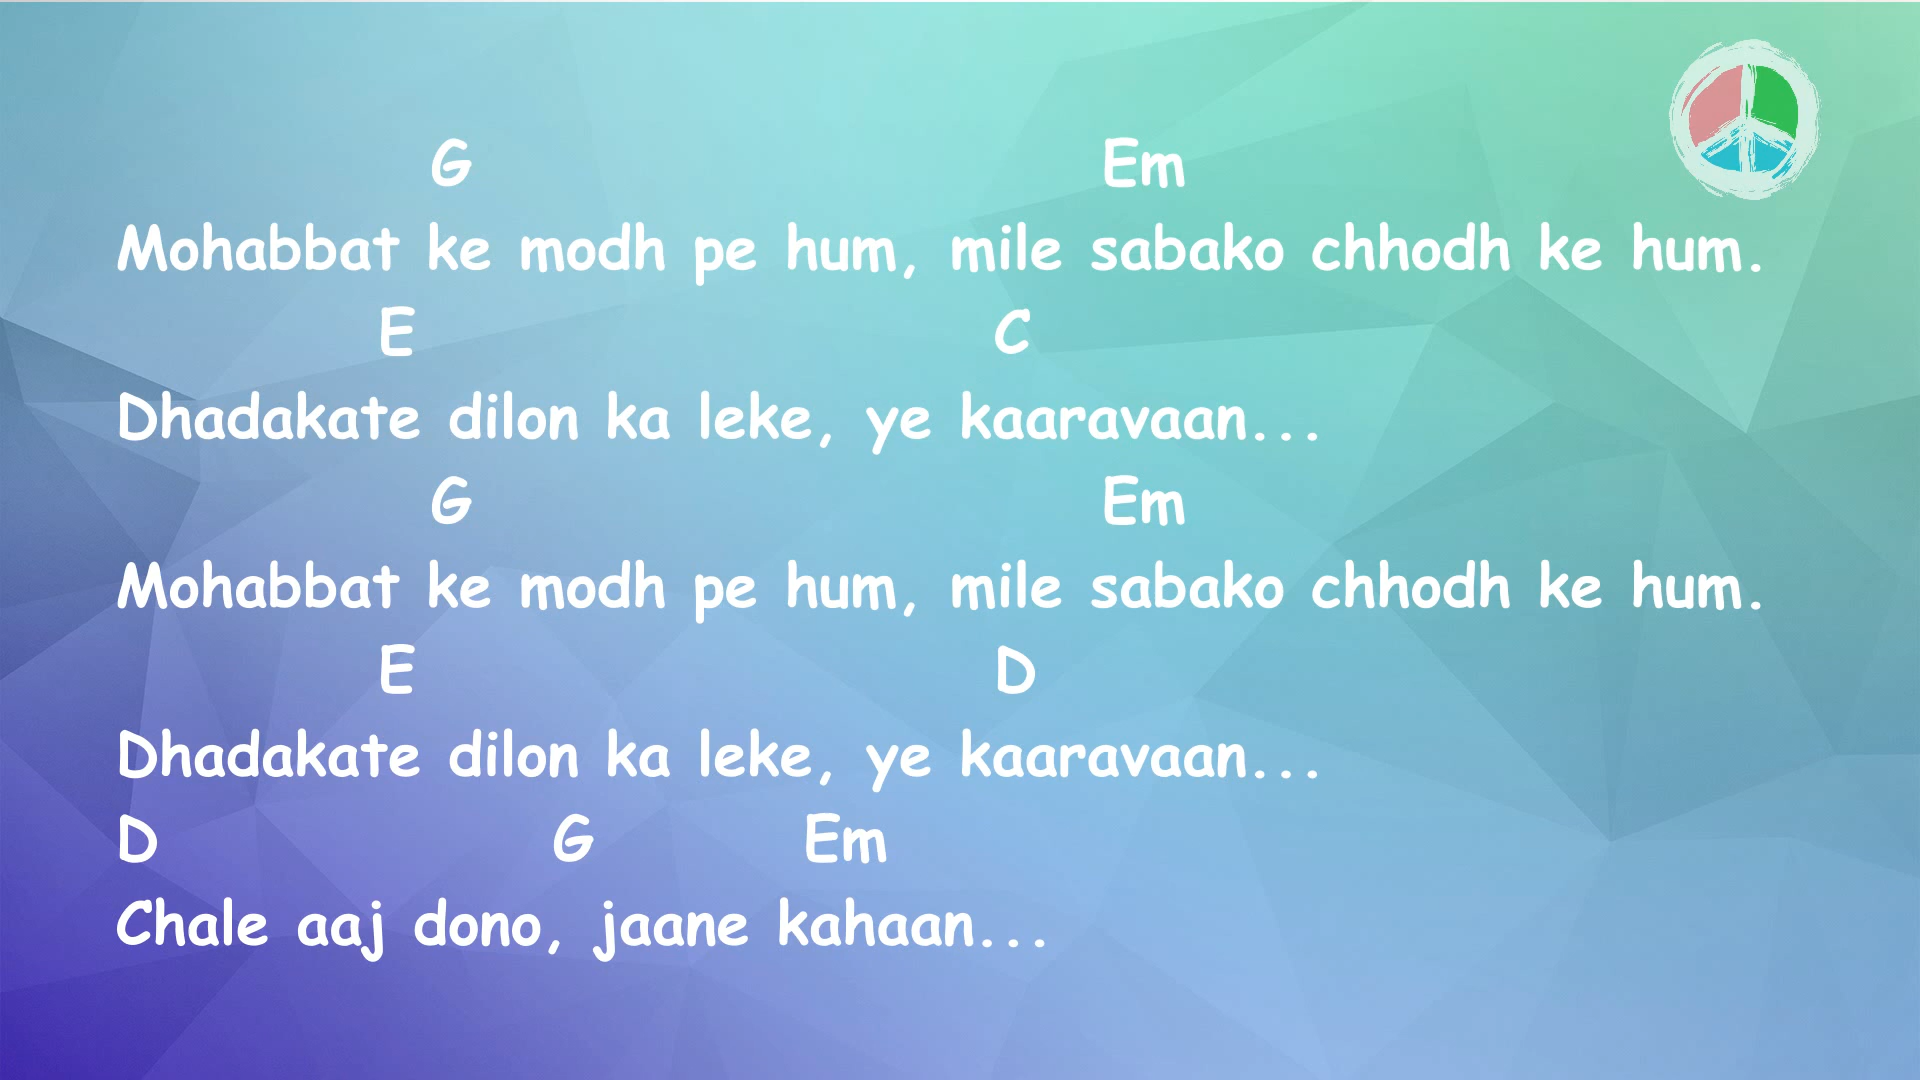 G Em
Mohabbat ke modh pe hum, mile sabako chhodh ke hum.
E C
Dhadakate dilon ka leke, ye kaaravaan...
G Em
Mohabbat ke modh pe hum, mile sabako chhodh ke hum.
E D
Dhadakate dilon ka leke, ye kaaravaan...
D G Em
Chale aaj dono, jaane kahaan...